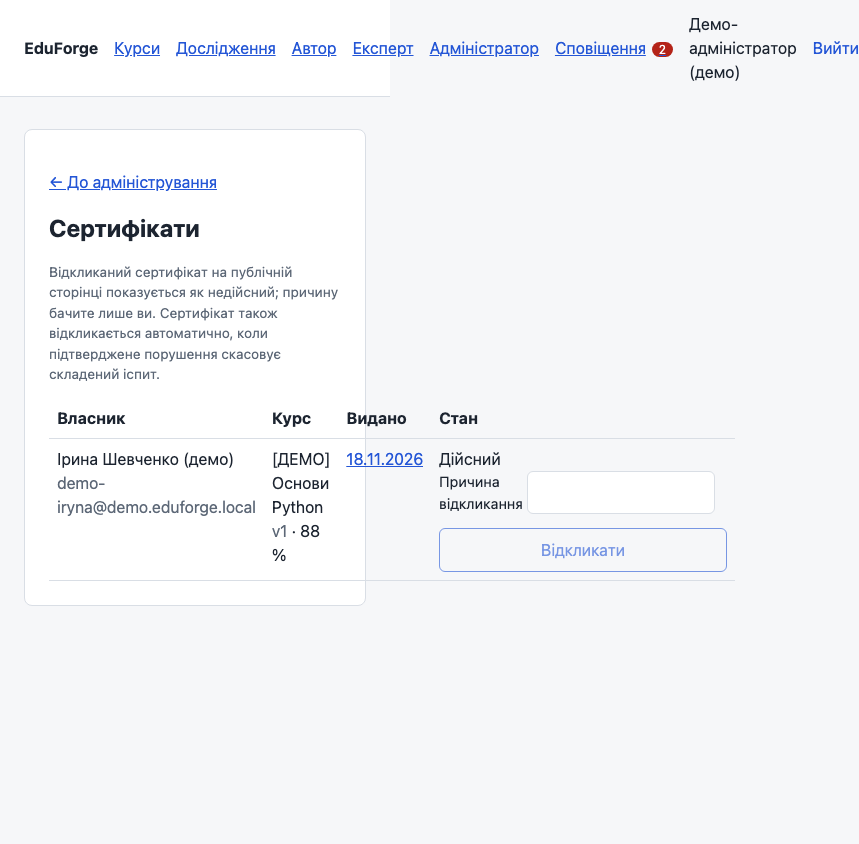 EduForge Курси Дослідження Автор Експерт Адміністратор Сповіщення 2 Демо-
адміністратор
(демо) Вийти
← До адміністрування
Сертифікати
Відкликаний сертифікат на публічній
сторінці показується як недійсний; причину
бачите лише ви. Сертифікат також
відкликається автоматично, коли
підтверджене порушення скасовує
складений іспит.
Власник Курс Видано Стан
Ірина Шевченко (демо)
demo-
iryna@demo.eduforge.local
[ДЕМО]
Основи
Python
v1 · 88
%
18.11.2026
Дійсний
Причина
відкликання
Відкликати